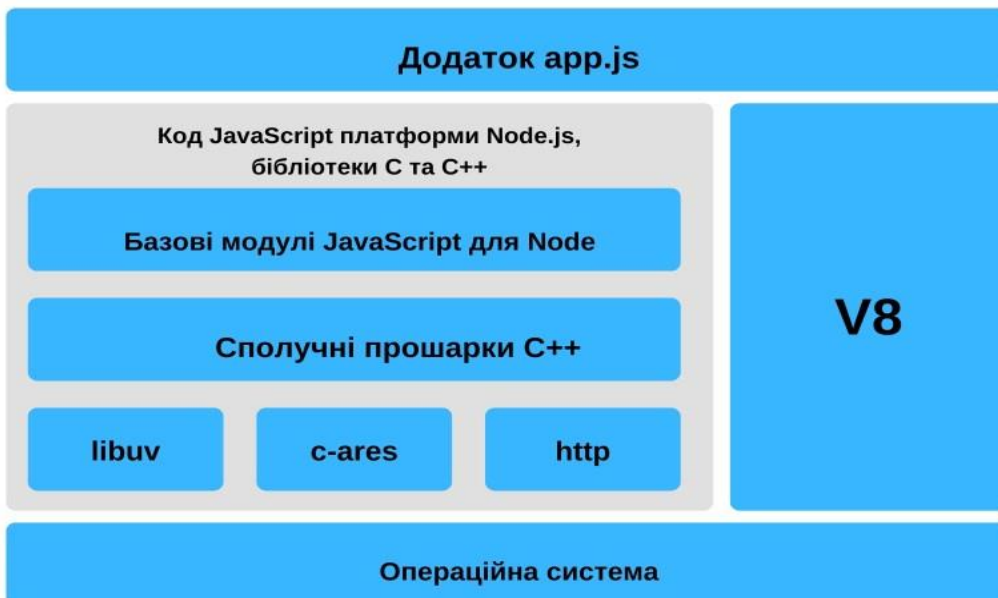 Додаток app.js
Код JavaScript платформи Node.js,
бібліотеки C та C++
Базові модулі JavaScript для Node
Сполучні прошарки C++
libuv
c-ares
http
V8
Операційна система